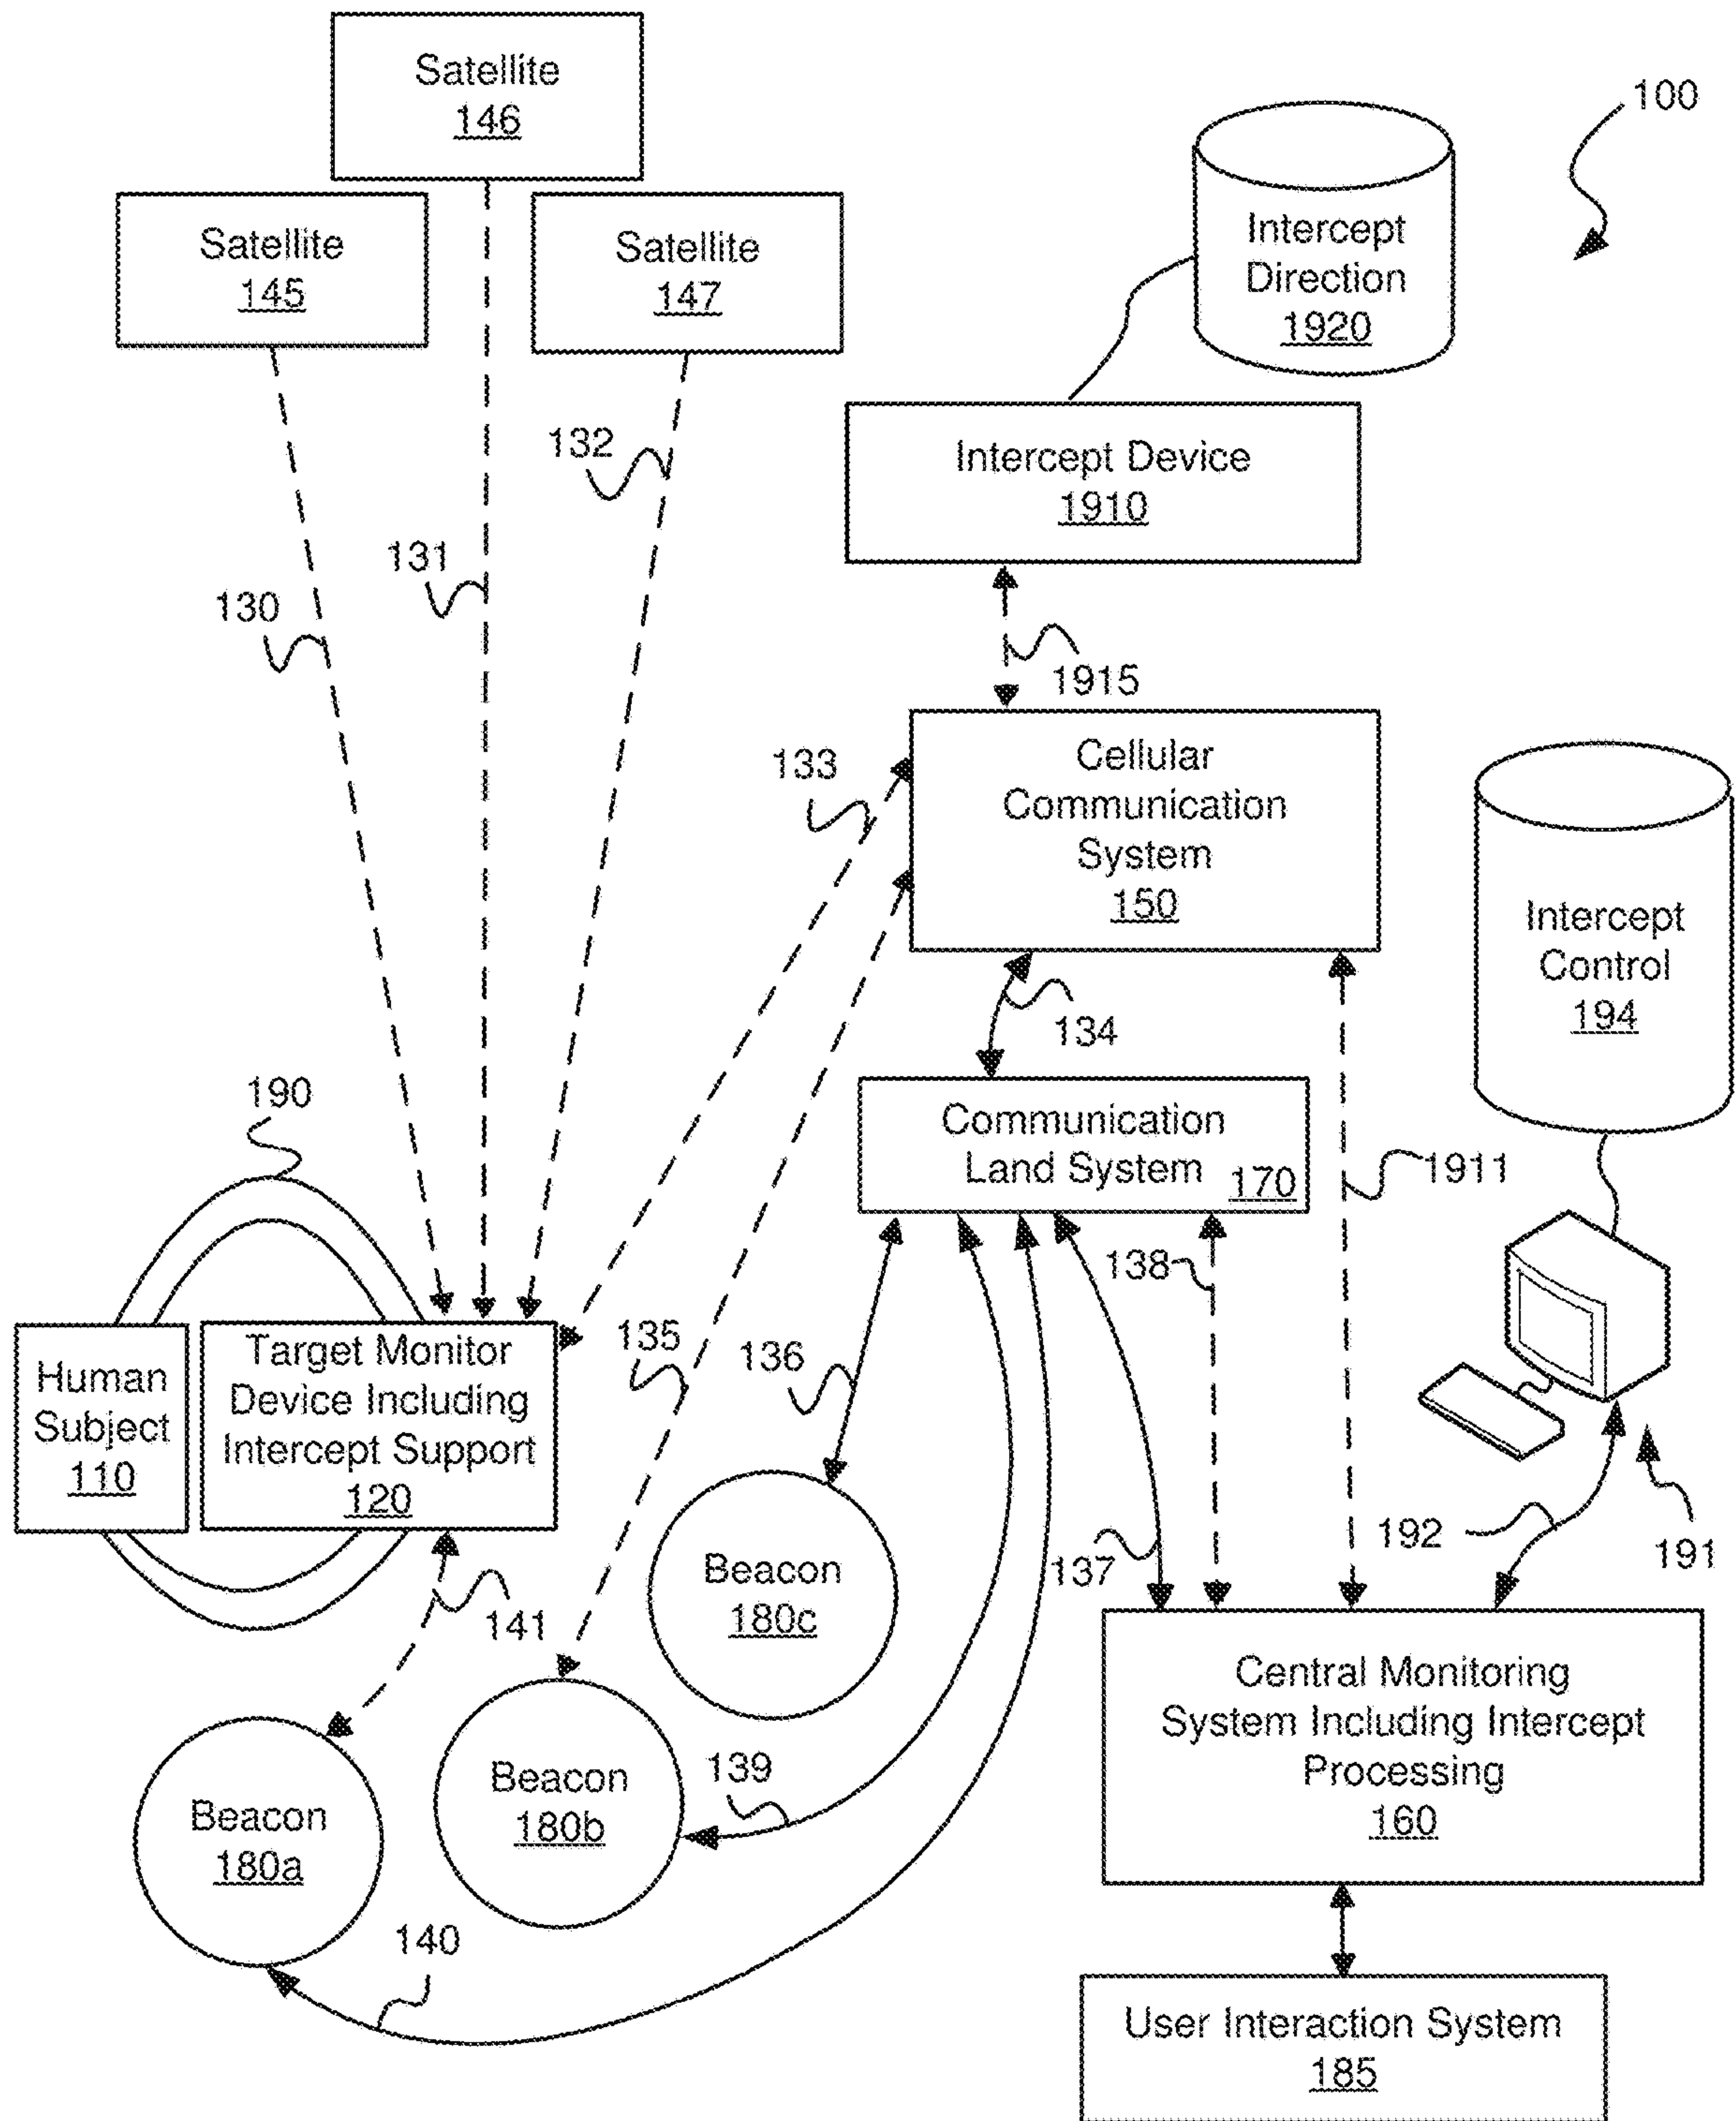 Satellite
146
100
Satellite
145
Satellite
147
Intercept
Direction
1920
132
Intercept Device
1910
131
130
1915
133
Cellular
Communication
System
150
Intercept
Control
194
134
190
Communication
Land System
170
1911
138
Human
Subject
110
Target Monitor
Device Including
Intercept Support
120
135
136
192
191
137
141
Beacon
180c
Central Monitoring
System Including Intercept
Processing
160
139
Beacon
180b
Beacon
180a
140
User Interaction System
185